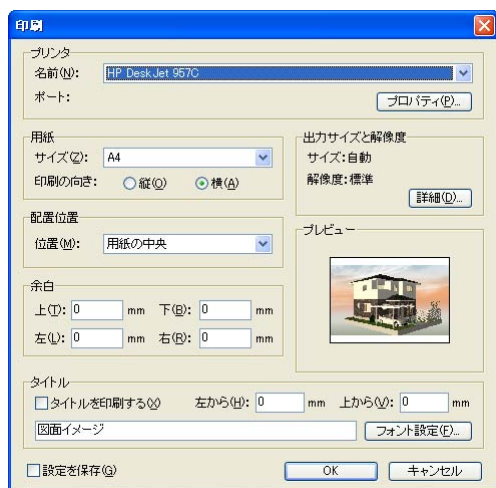 印刷
プリンタ
名前(N): HP DeskJet 957C
ポート:
プロパティ(P)...
用紙
サイズ(Z): A4
印刷の向き: 縦(O) 横(A)
出力サイズと解像度
サイズ:自動
解像度:標準
詳細(D)...
配置位置
位置(M): 用紙の中央
プレビュー
余白
上(T): 0 mm 下(B): 0 mm
左(L): 0 mm 右(R): 0 mm
タイトル
タイトルを印刷する(X) 左から(H): 0 mm 上から(V): 0 mm
図面イメージ フォント設定(F)...
設定を保存(G) OK キャンセル